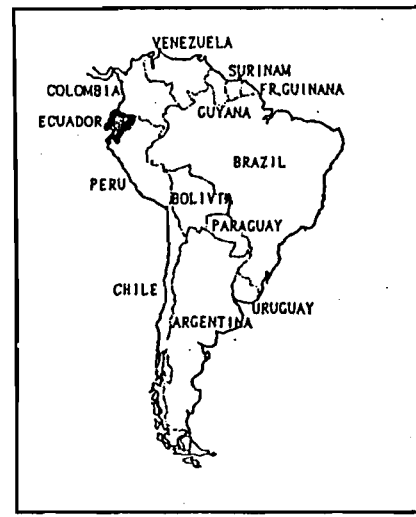 VENEZUELA
SURINAM
COLOMBIA
FR.GUINANA
GUYANA
ECUADOR
BRAZIL
PERU
BOLIVIA
PARAGUAY
CHILE
URUGUAY
ARGENTINA